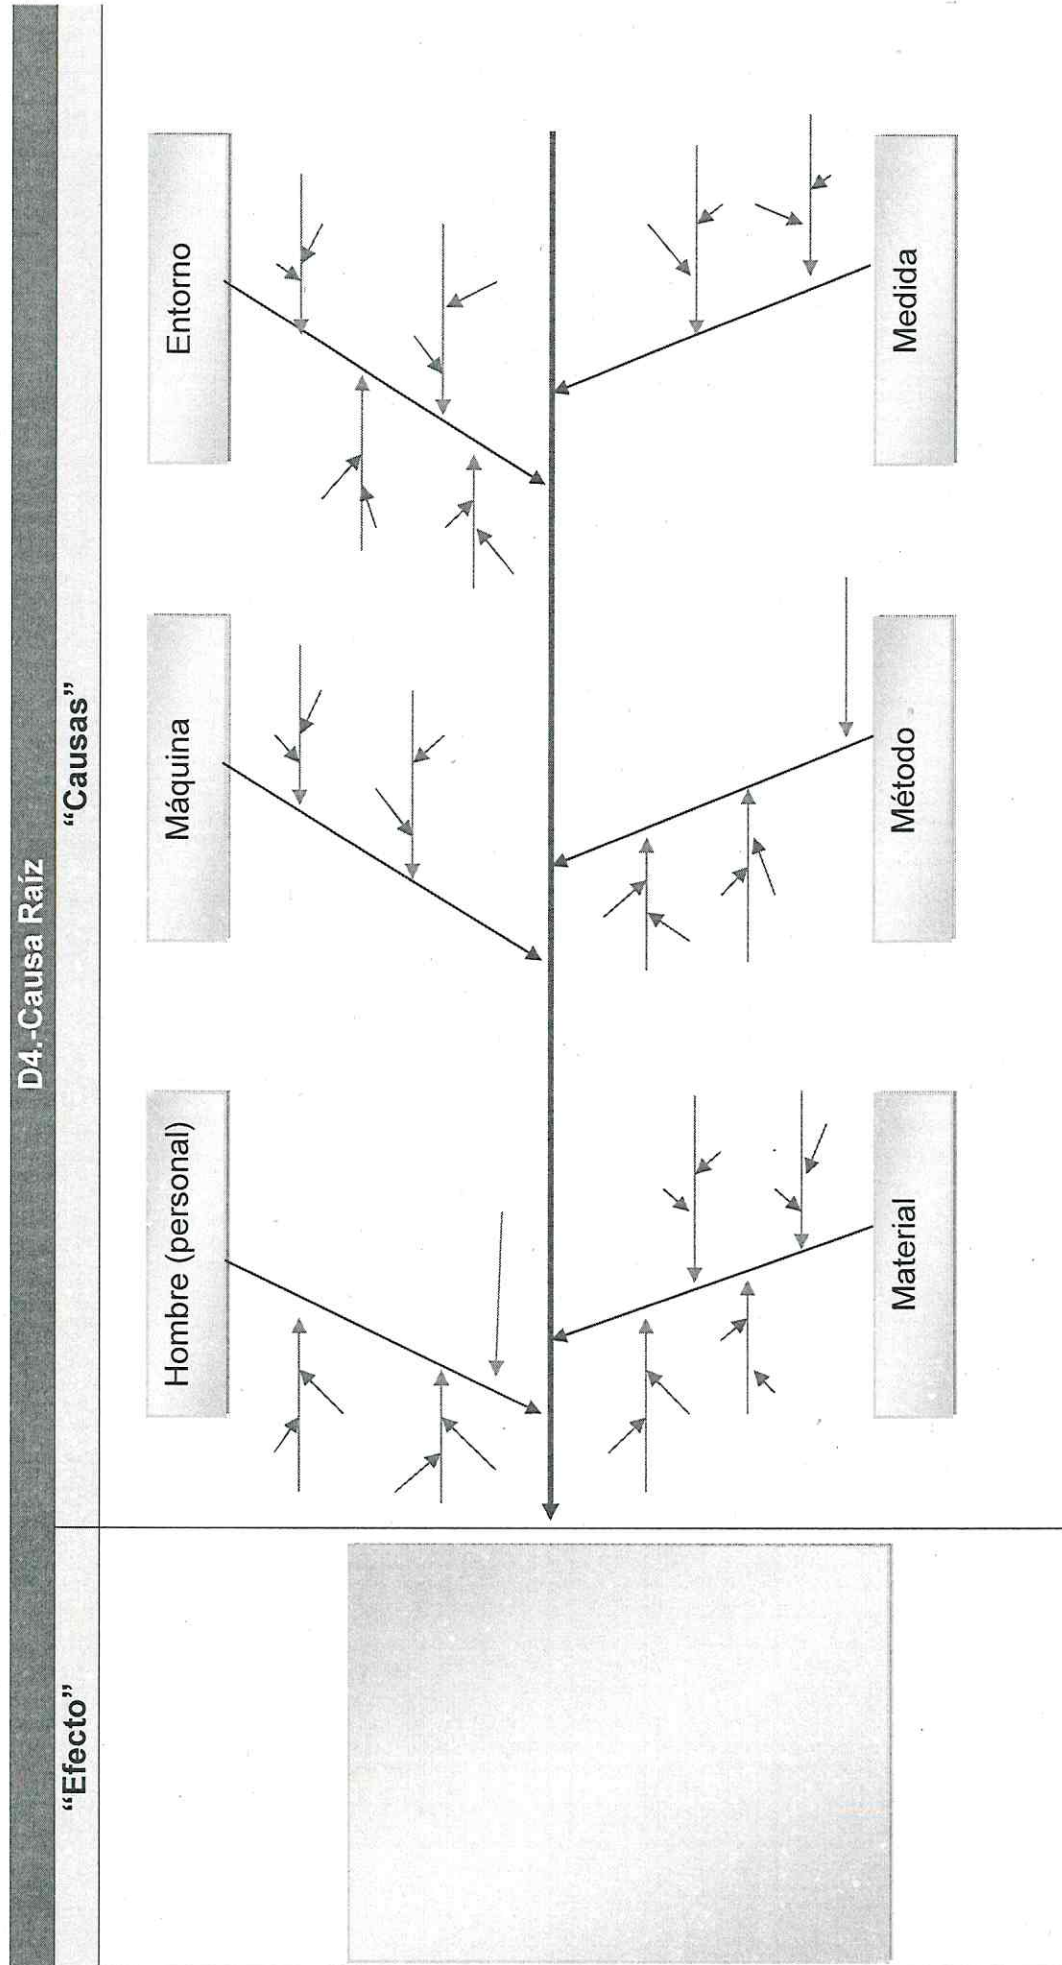 D4.-Causa Raíz
“Efecto”
“Causas”
Hombre (personal)
Máquina
Entorno
Material
Método
Medida